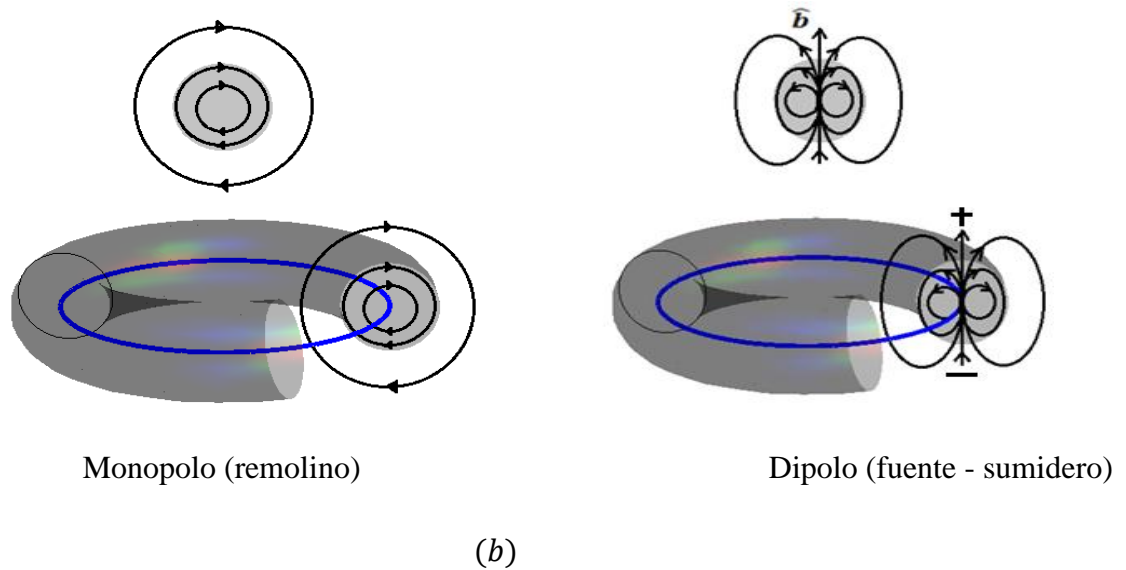 b̂
+
−
Monopolo (remolino)
Dipolo (fuente - sumidero)
(b)